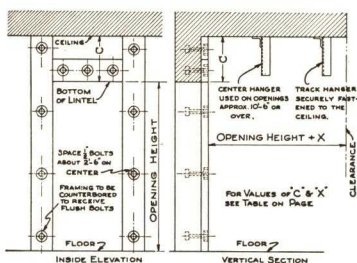 CEILING
C
BOTTOM
OF LINTEL
SPACE ½" BOLTS
ABOUT 2'-6" ON
CENTER
FRAMING TO BE
COUNTERBORED
TO RECEIVE
FLUSH BOLTS
OPENING HEIGHT
FLOOR
INSIDE ELEVATION
C
CENTER HANGER
USED ON OPENINGS
APPROX. 10'-6" OR
OVER.
TRACK HANGER
SECURELY FAST-
ENED TO THE
CEILING.
OPENING HEIGHT + X
CLEARANCE
FOR VALUES OF "C" & "X"
SEE TABLE ON PAGE
FLOOR
VERTICAL SECTION